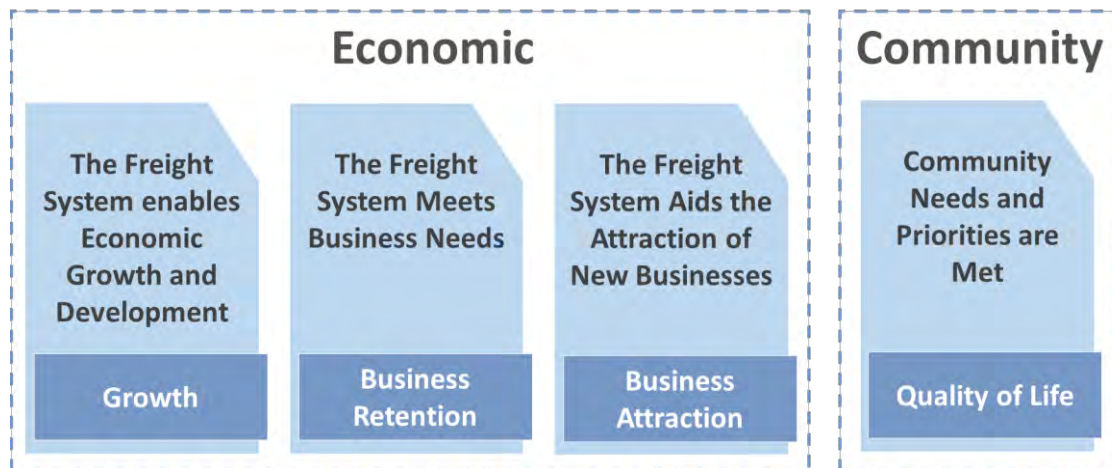 Economic
The Freight
System enables
Economic
Growth and
Development
Growth
The Freight
System Meets
Business Needs
Business
Retention
The Freight
System Aids the
Attraction of
New Businesses
Business
Attraction
Community
Community
Needs and
Priorities are
Met
Quality of Life